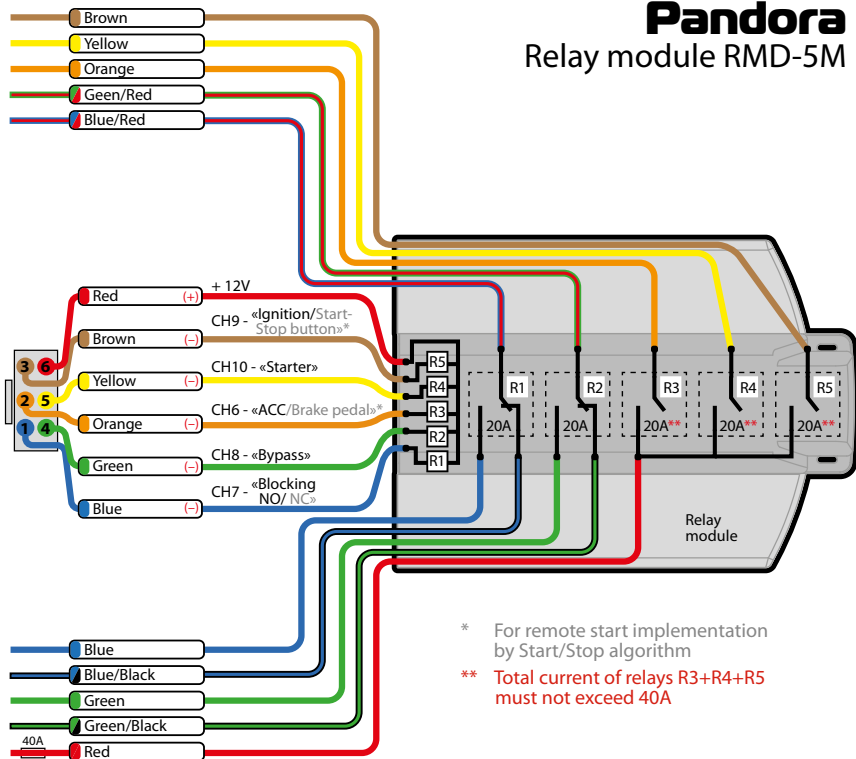 Pandora
Relay module RMD-5M
Brown
Yellow
Orange
Geen/Red
Blue/Red
Red (+)
+ 12V
Brown (–)
CH9 - «Ignition/Start-
Stop button»*
Yellow (–)
CH10 - «Starter»
Orange (–)
CH6 - «ACC/Brake pedal»*
Green (–)
CH8 - «Bypass»
Blue (–)
CH7 - «Blocking
NO/ NC»
3 6
2 5
1 4
R5
R4
R3
R2
R1
R1
20A
R2
20A
R3
20A**
R4
20A**
R5
20A**
Relay
module
* For remote start implementation
by Start/Stop algorithm
** Total current of relays R3+R4+R5
must not exceed 40A
Blue
Blue/Black
Green
Green/Black
40A
Red